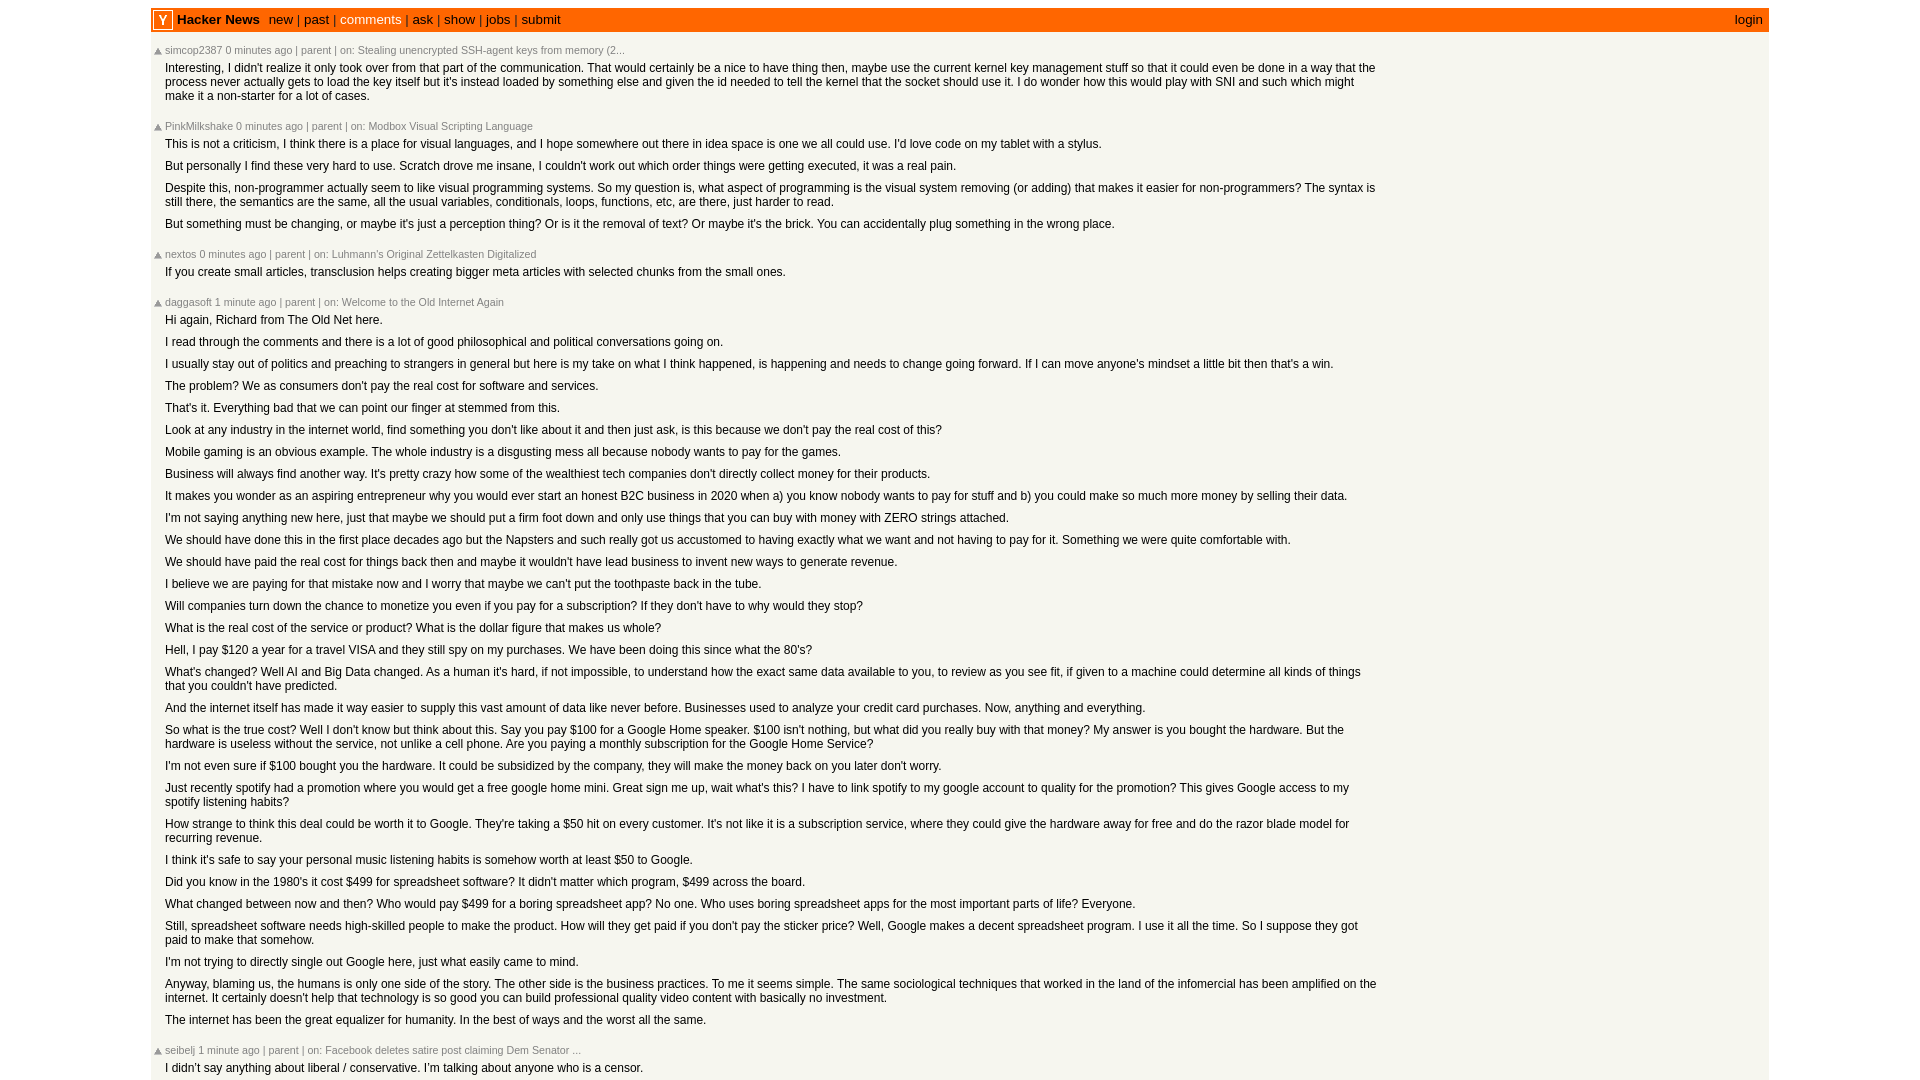 Y Hacker News new | past | comments | ask | show | jobs | submit login
simcop2387 0 minutes ago | parent | on: Stealing unencrypted SSH-agent keys from memory (2...
Interesting, I didn't realize it only took over from that part of the communication. That would certainly be a nice to have thing then, maybe use the current kernel key management stuff so that it could even be done in a way that the
process never actually gets to load the key itself but it's instead loaded by something else and given the id needed to tell the kernel that the socket should use it. I do wonder how this would play with SNI and such which might
make it a non-starter for a lot of cases.
PinkMilkshake 0 minutes ago | parent | on: Modbox Visual Scripting Language
This is not a criticism, I think there is a place for visual languages, and I hope somewhere out there in idea space is one we all could use. I'd love code on my tablet with a stylus.
But personally I find these very hard to use. Scratch drove me insane, I couldn't work out which order things were getting executed, it was a real pain.
Despite this, non-programmer actually seem to like visual programming systems. So my question is, what aspect of programming is the visual system removing (or adding) that makes it easier for non-programmers? The syntax is
still there, the semantics are the same, all the usual variables, conditionals, loops, functions, etc, are there, just harder to read.
But something must be changing, or maybe it's just a perception thing? Or is it the removal of text? Or maybe it's the brick. You can accidentally plug something in the wrong place.
nextos 0 minutes ago | parent | on: Luhmann's Original Zettelkasten Digitalized
If you create small articles, transclusion helps creating bigger meta articles with selected chunks from the small ones.
daggasoft 1 minute ago | parent | on: Welcome to the Old Internet Again
Hi again, Richard from The Old Net here.
I read through the comments and there is a lot of good philosophical and political conversations going on.
I usually stay out of politics and preaching to strangers in general but here is my take on what I think happened, is happening and needs to change going forward. If I can move anyone's mindset a little bit then that's a win.
The problem? We as consumers don't pay the real cost for software and services.
That's it. Everything bad that we can point our finger at stemmed from this.
Look at any industry in the internet world, find something you don't like about it and then just ask, is this because we don't pay the real cost of this?
Mobile gaming is an obvious example. The whole industry is a disgusting mess all because nobody wants to pay for the games.
Business will always find another way. It's pretty crazy how some of the wealthiest tech companies don't directly collect money for their products.
It makes you wonder as an aspiring entrepreneur why you would ever start an honest B2C business in 2020 when a) you know nobody wants to pay for stuff and b) you could make so much more money by selling their data.
I'm not saying anything new here, just that maybe we should put a firm foot down and only use things that you can buy with money with ZERO strings attached.
We should have done this in the first place decades ago but the Napsters and such really got us accustomed to having exactly what we want and not having to pay for it. Something we were quite comfortable with.
We should have paid the real cost for things back then and maybe it wouldn't have lead business to invent new ways to generate revenue.
I believe we are paying for that mistake now and I worry that maybe we can't put the toothpaste back in the tube.
Will companies turn down the chance to monetize you even if you pay for a subscription? If they don't have to why would they stop?
What is the real cost of the service or product? What is the dollar figure that makes us whole?
Hell, I pay $120 a year for a travel VISA and they still spy on my purchases. We have been doing this since what the 80's?
What's changed? Well AI and Big Data changed. As a human it's hard, if not impossible, to understand how the exact same data available to you, to review as you see fit, if given to a machine could determine all kinds of things
that you couldn't have predicted.
And the internet itself has made it way easier to supply this vast amount of data like never before. Businesses used to analyze your credit card purchases. Now, anything and everything.
So what is the true cost? Well I don't know but think about this. Say you pay $100 for a Google Home speaker. $100 isn't nothing, but what did you really buy with that money? My answer is you bought the hardware. But the
hardware is useless without the service, not unlike a cell phone. Are you paying a monthly subscription for the Google Home Service?
I'm not even sure if $100 bought you the hardware. It could be subsidized by the company, they will make the money back on you later don't worry.
Just recently spotify had a promotion where you would get a free google home mini. Great sign me up, wait what's this? I have to link spotify to my google account to quality for the promotion? This gives Google access to my
spotify listening habits?
How strange to think this deal could be worth it to Google. They're taking a $50 hit on every customer. It's not like it is a subscription service, where they could give the hardware away for free and do the razor blade model for
recurring revenue.
I think it's safe to say your personal music listening habits is somehow worth at least $50 to Google.
Did you know in the 1980's it cost $499 for spreadsheet software? It didn't matter which program, $499 across the board.
What changed between now and then? Who would pay $499 for a boring spreadsheet app? No one. Who uses boring spreadsheet apps for the most important parts of life? Everyone.
Still, spreadsheet software needs high-skilled people to make the product. How will they get paid if you don't pay the sticker price? Well, Google makes a decent spreadsheet program. I use it all the time. So I suppose they got
paid to make that somehow.
I'm not trying to directly single out Google here, just what easily came to mind.
Anyway, blaming us, the humans is only one side of the story. The other side is the business practices. To me it seems simple. The same sociological techniques that worked in the land of the infomercial has been amplified on the
internet. It certainly doesn't help that technology is so good you can build professional quality video content with basically no investment.
The internet has been the great equalizer for humanity. In the best of ways and the worst all the same.
seibelj 1 minute ago | parent | on: Facebook deletes satire post claiming Dem Senator ...
I didn't say anything about liberal / conservative. I'm talking about anyone who is a censor.